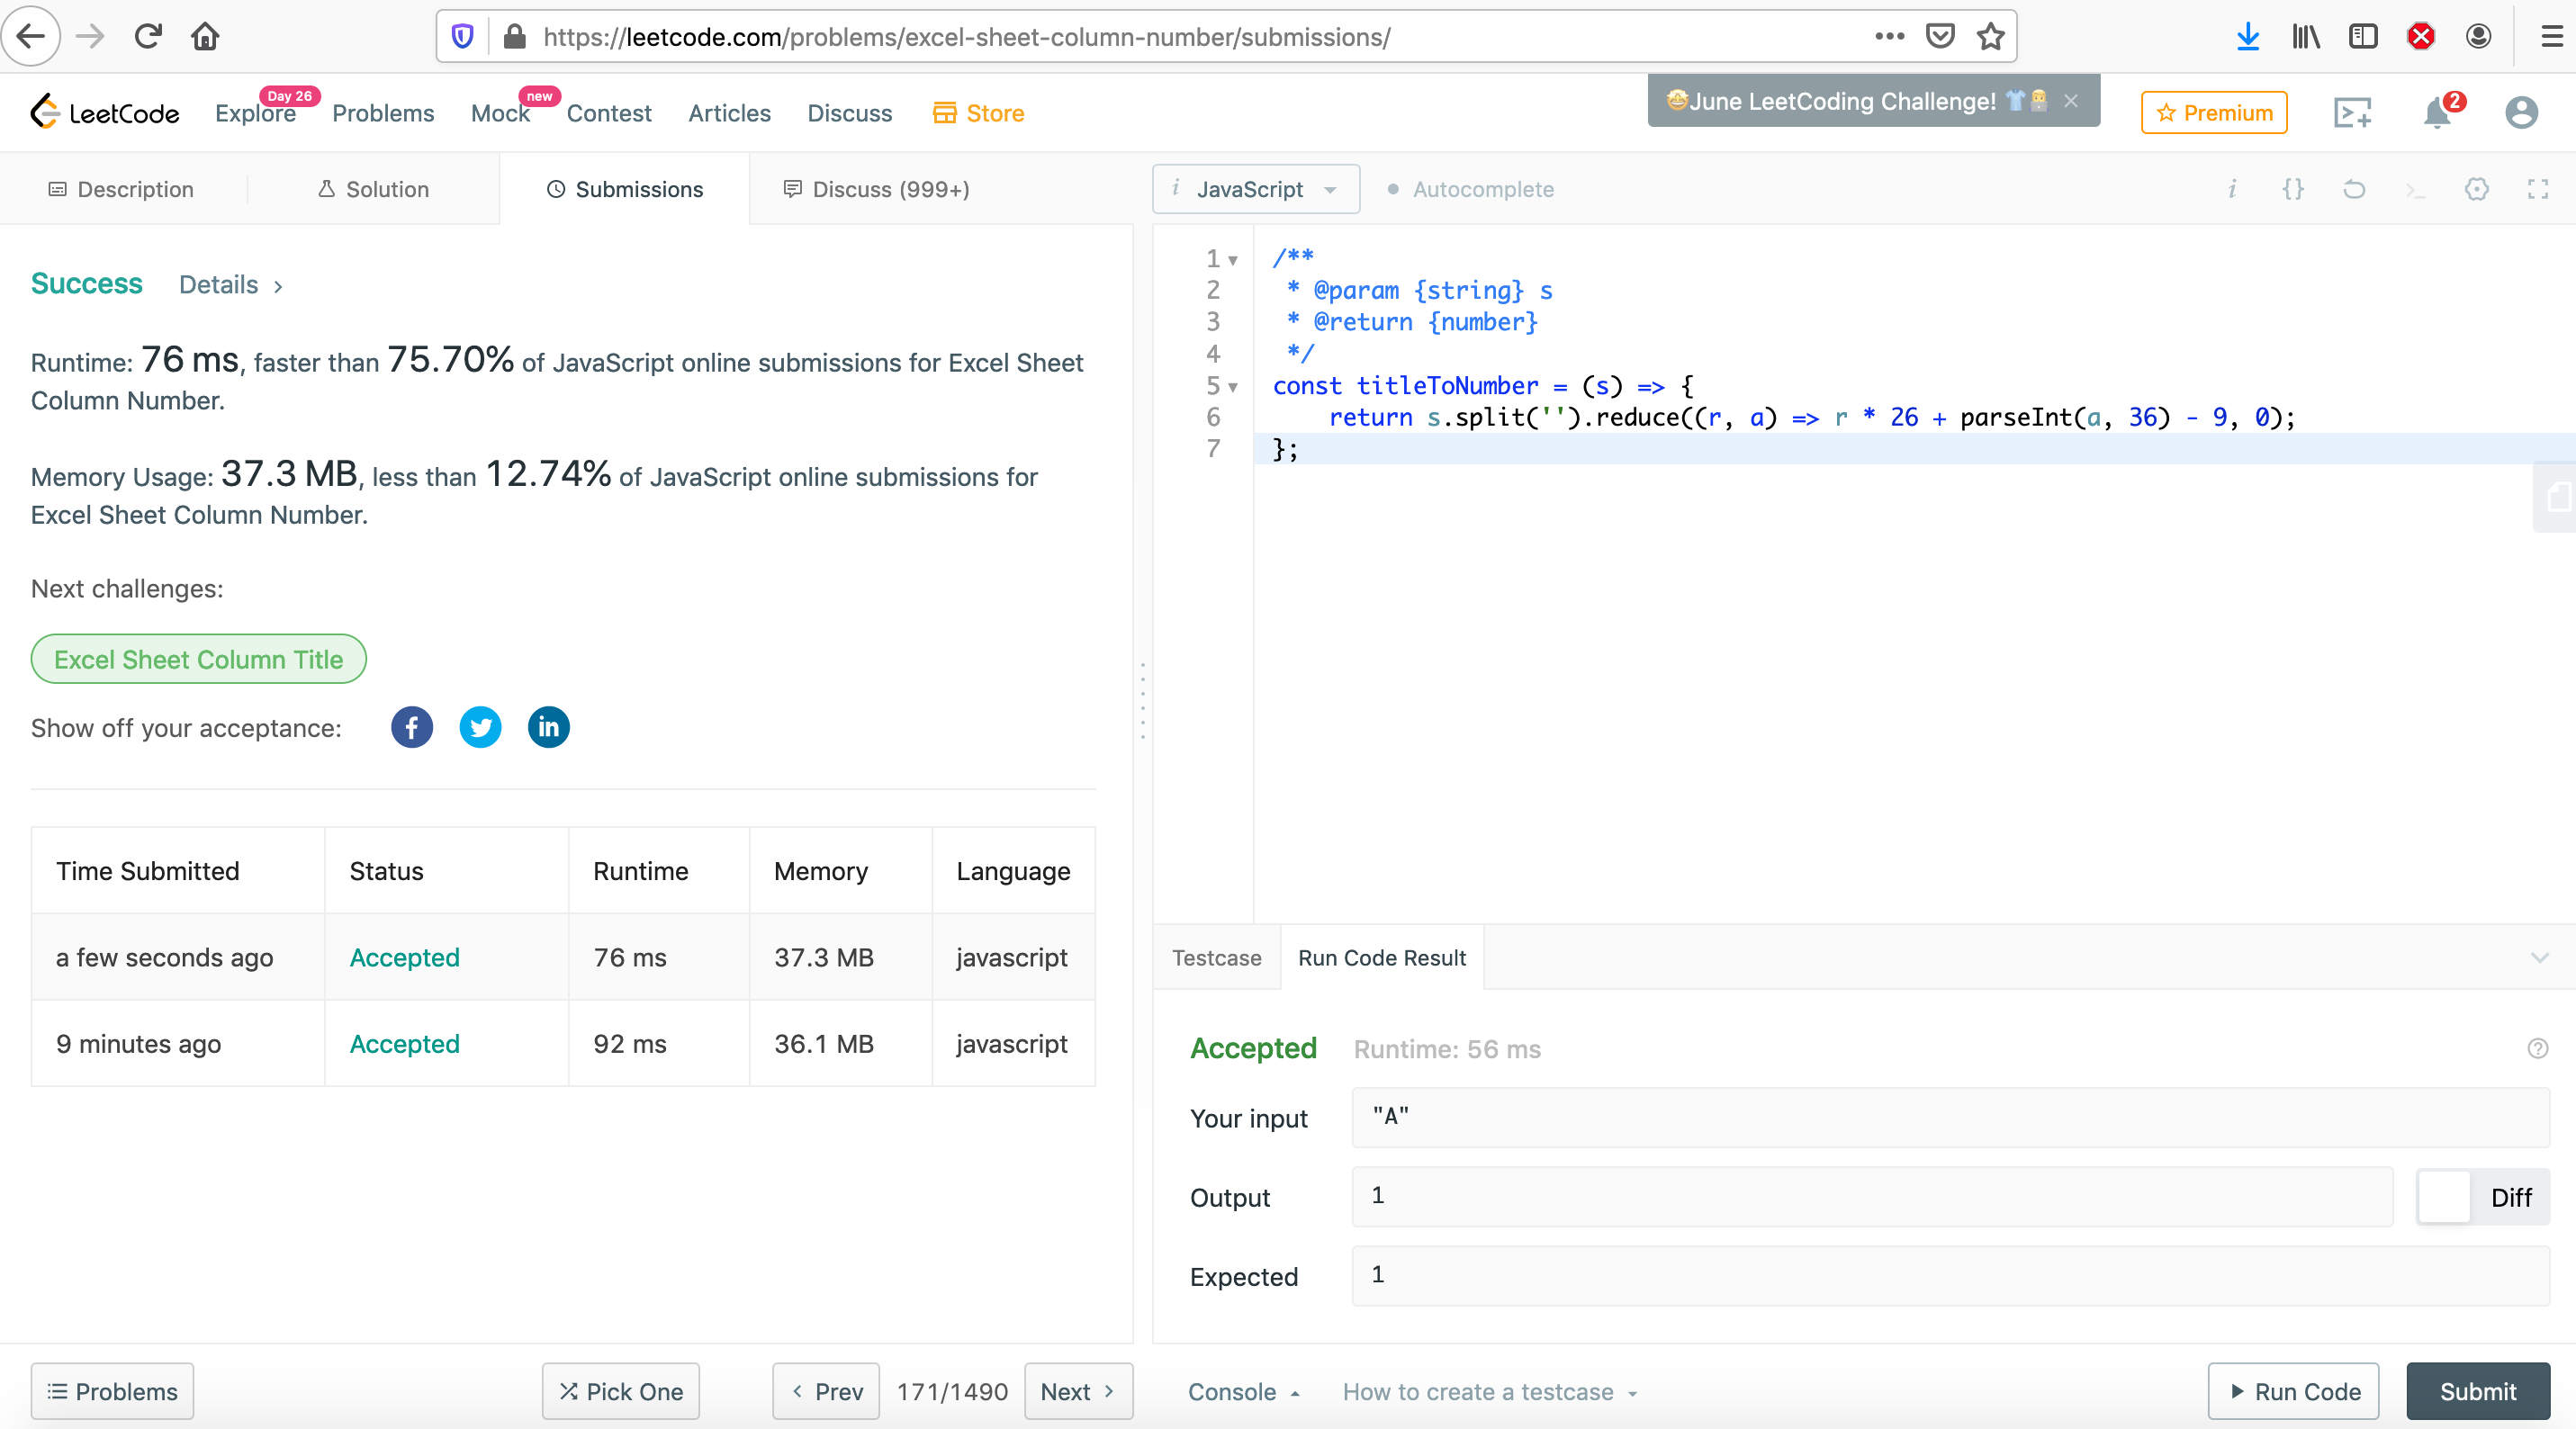 https://leetcode.com/problems/excel-sheet-column-number/submissions/
LeetCode
Explore
Day 26
Problems
Mock
new
Contest
Articles
Discuss
Store
June LeetCoding Challenge!
Premium
2
Description
Solution
Submissions
Discuss (999+)
Success
Details
Runtime: 76 ms, faster than 75.70% of JavaScript online submissions for Excel Sheet
Column Number.
Memory Usage: 37.3 MB, less than 12.74% of JavaScript online submissions for
Excel Sheet Column Number.
Next challenges:
Excel Sheet Column Title
Show off your acceptance:
Time Submitted Status Runtime Memory Language
a few seconds ago Accepted 76 ms 37.3 MB javascript
9 minutes ago Accepted 92 ms 36.1 MB javascript
Problems
Pick One
Prev
171/1490
Next
i JavaScript
Autocomplete
1 /**
2  * @param {string} s
3  * @return {number}
4  */
5 const titleToNumber = (s) => {
6     return s.split('').reduce((r, a) => r * 26 + parseInt(a, 36) - 9, 0);
7 };
Testcase
Run Code Result
Accepted
Runtime: 56 ms
Your input
"A"
Output
1
Diff
Expected
1
Console
How to create a testcase
Run Code
Submit